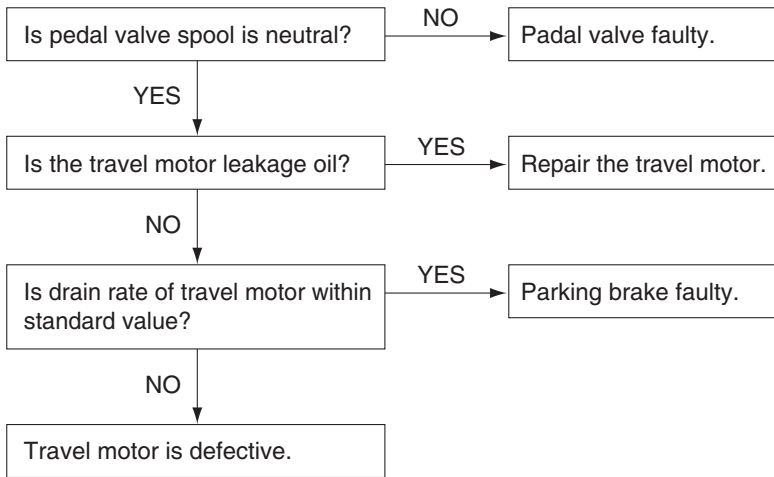 Is pedal valve spool is neutral?
NO
Padal valve faulty.
YES
Is the travel motor leakage oil?
YES
Repair the travel motor.
NO
Is drain rate of travel motor within
standard value?
YES
Parking brake faulty.
NO
Travel motor is defective.